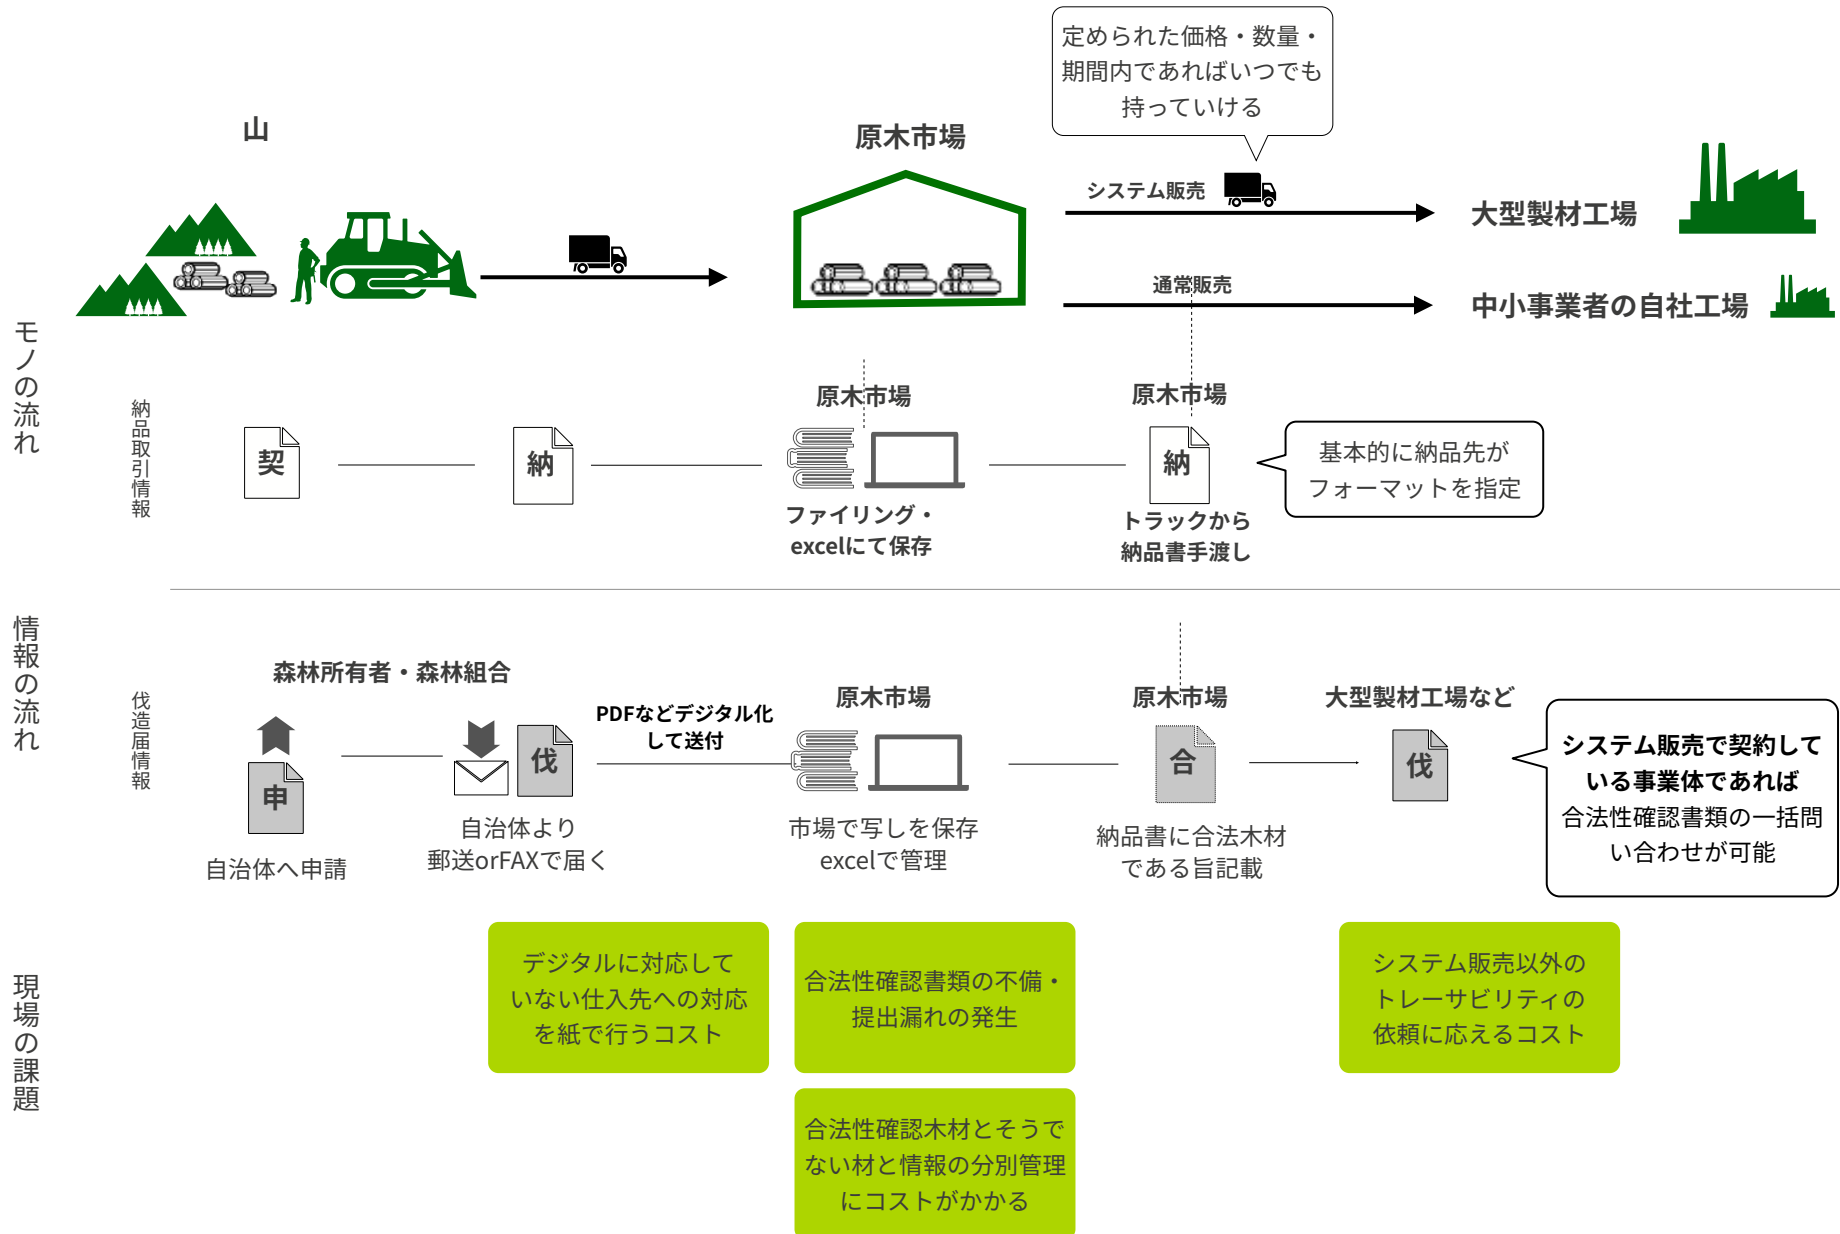 定められた価格・数量・
期間内であればいつでも
持っていける
山
原木市場
システム販売
大型製材工場
通常販売
中小事業者の自社工場
モノの流れ
納品取引情報
契
納
原木市場
ファイリング・
excelにて保存
原木市場
納
トラックから
納品書手渡し
基本的に納品先が
フォーマットを指定
情報の流れ
伐造届情報
森林所有者・森林組合
申
自治体へ申請
伐
自治体より
郵送orFAXで届く
PDFなどデジタル化
して送付
原木市場
市場で写しを保存
excelで管理
原木市場
合
納品書に合法木材
である旨記載
大型製材工場など
伐
システム販売で契約して
いる事業体であれば
合法性確認書類の一括問
い合わせが可能
現場の課題
デジタルに対応して
いない仕入先への対応
を紙で行うコスト
合法性確認書類の不備・
提出漏れの発生
合法性確認木材とそうで
ない材と情報の分別管理
にコストがかかる
システム販売以外の
トレーサビリティの
依頼に応えるコスト